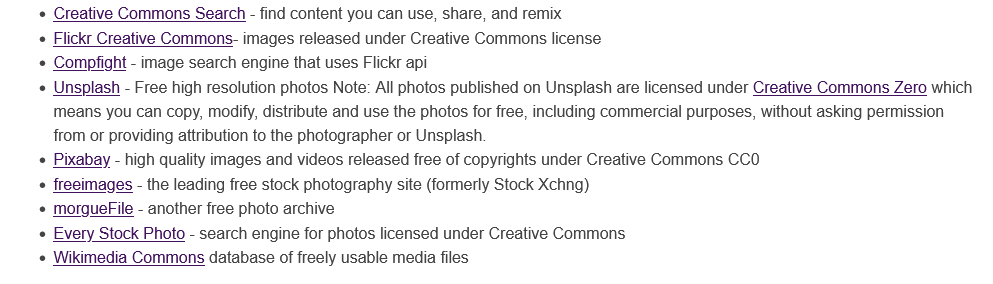 • Creative Commons Search - find content you can use, share, and remix
• Flickr Creative Commons- images released under Creative Commons license
• Compfight - image search engine that uses Flickr api
• Unsplash - Free high resolution photos Note: All photos published on Unsplash are licensed under Creative Commons Zero which
means you can copy, modify, distribute and use the photos for free, including commercial purposes, without asking permission
from or providing attribution to the photographer or Unsplash.
• Pixabay - high quality images and videos released free of copyrights under Creative Commons CC0
• freeimages - the leading free stock photography site (formerly Stock Xchng)
• morgueFile - another free photo archive
• Every Stock Photo - search engine for photos licensed under Creative Commons
• Wikimedia Commons database of freely usable media files